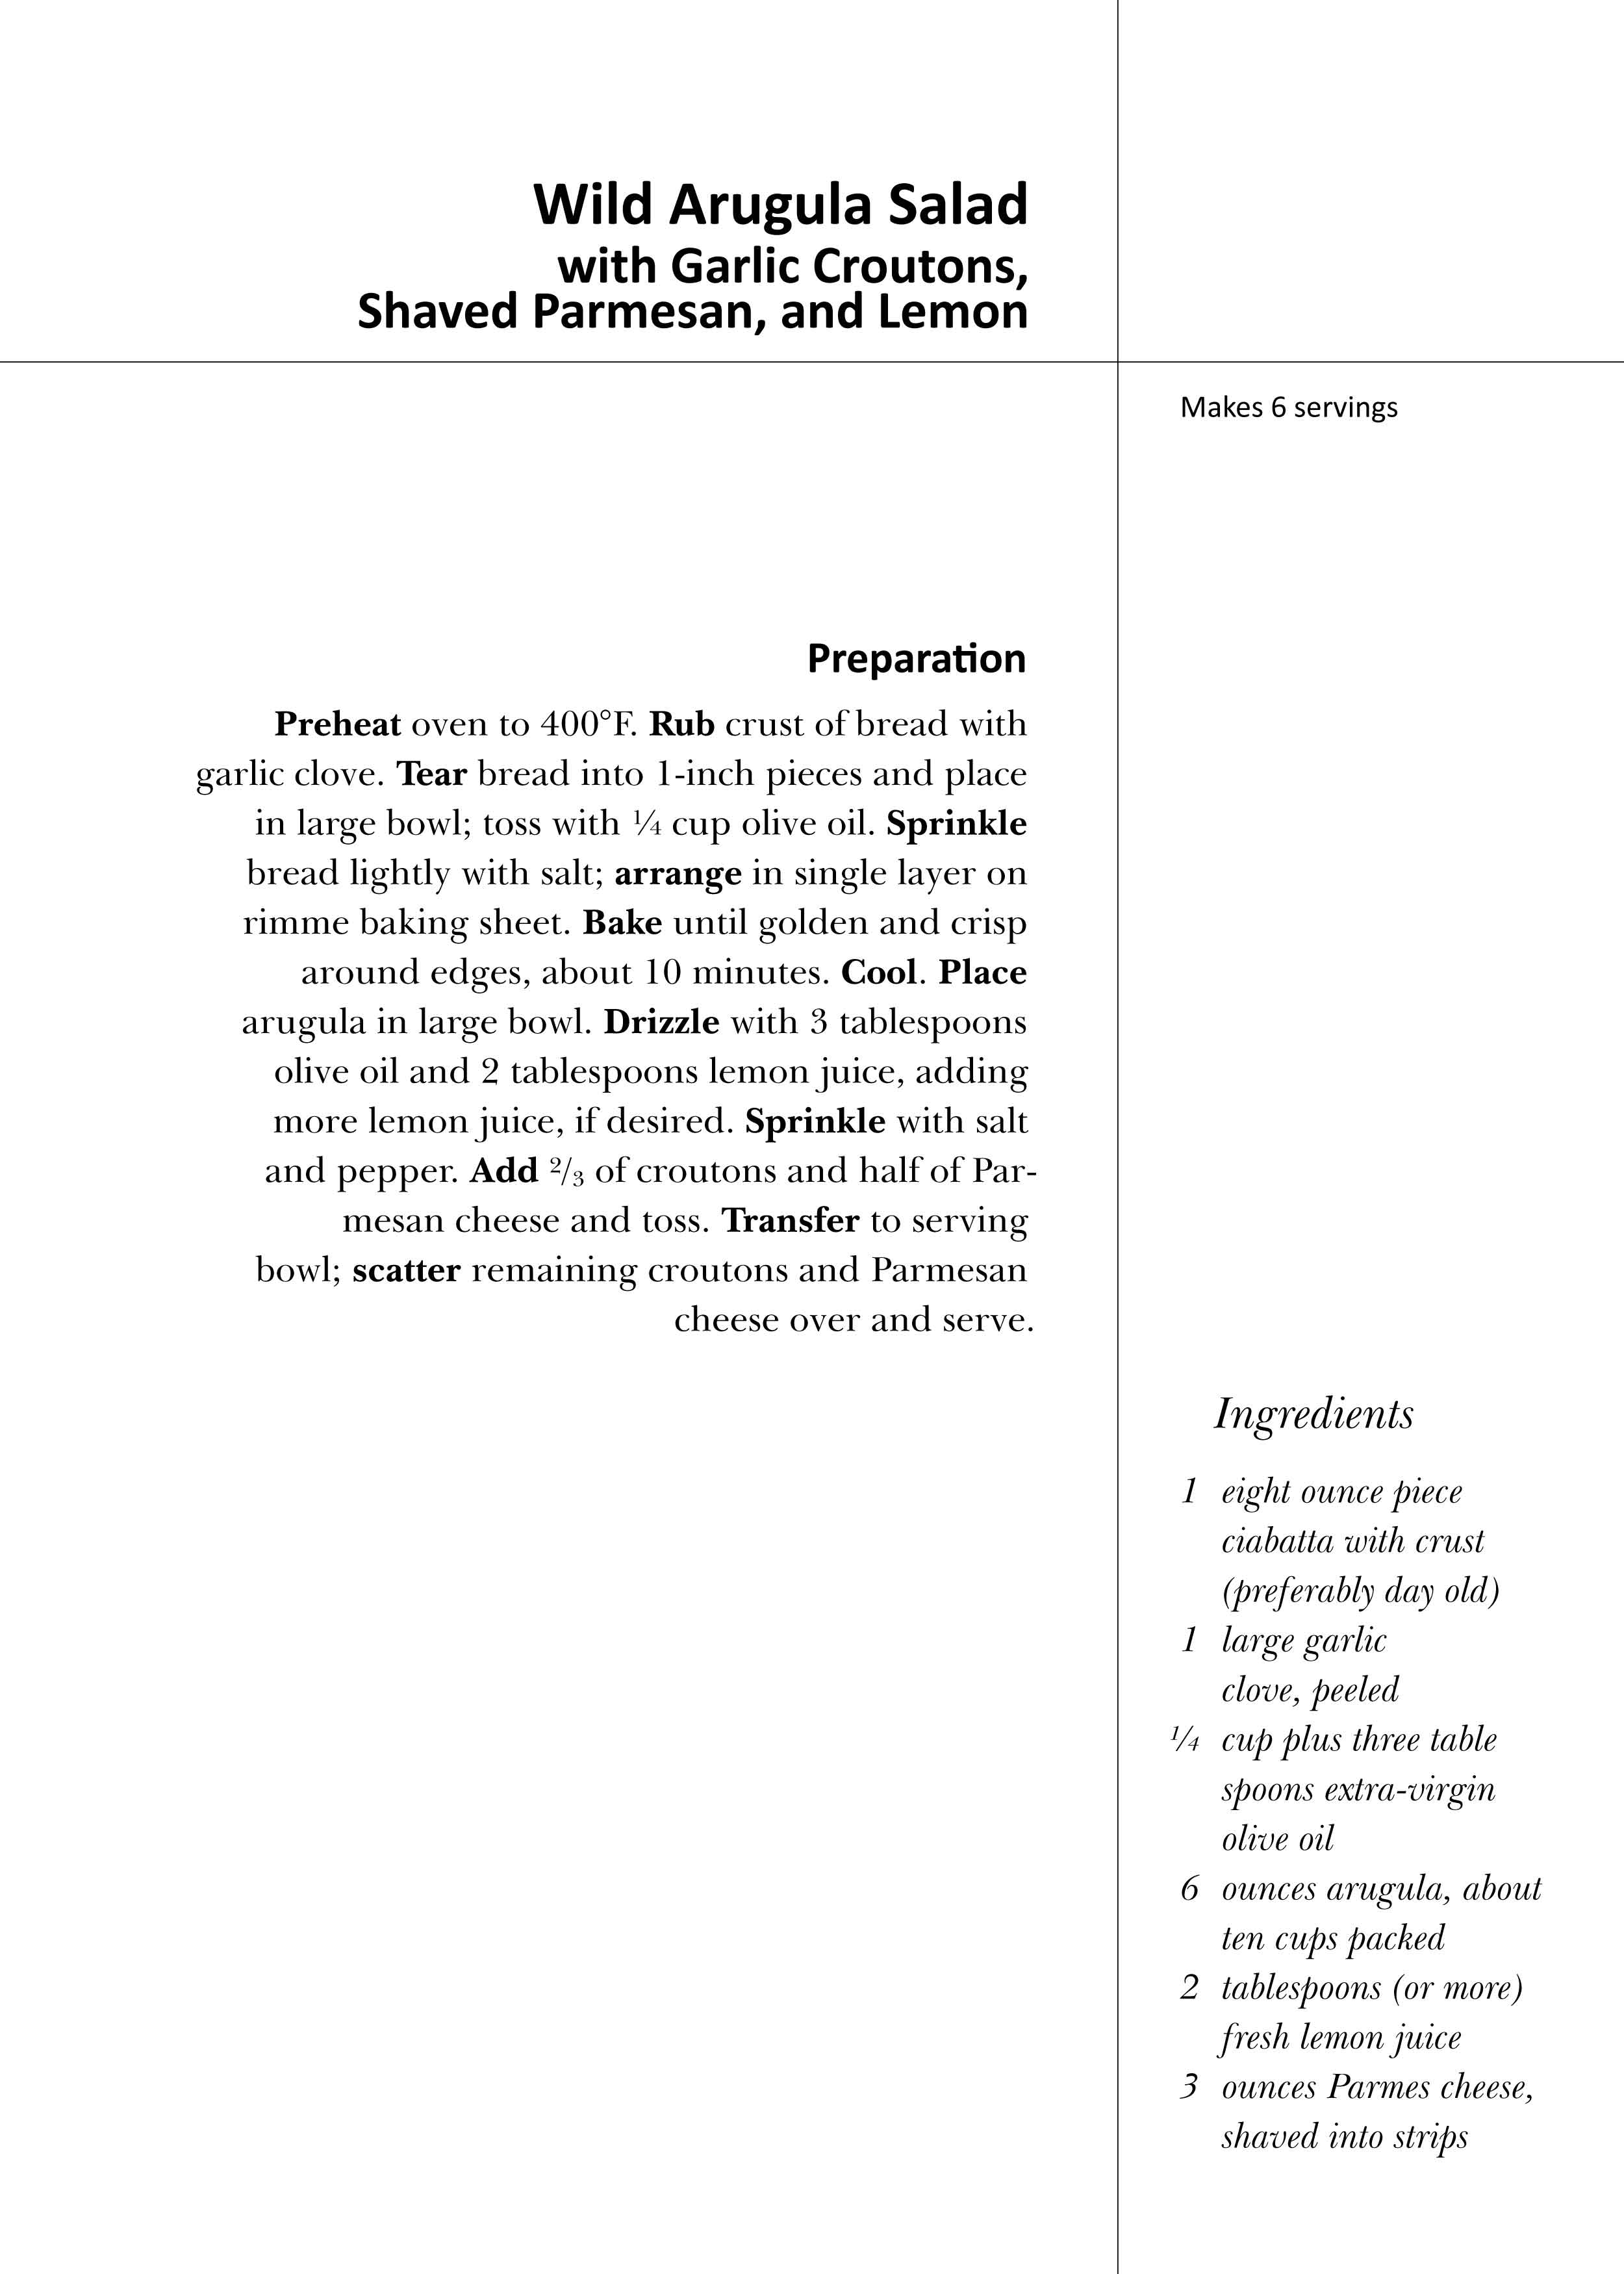 Wild Arugula Salad
with Garlic Croutons,
Shaved Parmesan, and Lemon
Makes 6 servings
Preparation
Preheat oven to 400°F. Rub crust of bread with
garlic clove. Tear bread into 1-inch pieces and place
in large bowl; toss with ¼ cup olive oil. Sprinkle
bread lightly with salt; arrange in single layer on
rimme baking sheet. Bake until golden and crisp
around edges, about 10 minutes. Cool. Place
arugula in large bowl. Drizzle with 3 tablespoons
olive oil and 2 tablespoons lemon juice, adding
more lemon juice, if desired. Sprinkle with salt
and pepper. Add ⅔ of croutons and half of Par-
mesan cheese and toss. Transfer to serving
bowl; scatter remaining croutons and Parmesan
cheese over and serve.
Ingredients
1 eight ounce piece
ciabatta with crust
(preferably day old)
1 large garlic
clove, peeled
¼ cup plus three table
spoons extra-virgin
olive oil
6 ounces arugula, about
ten cups packed
2 tablespoons (or more)
fresh lemon juice
3 ounces Parmes cheese,
shaved into strips